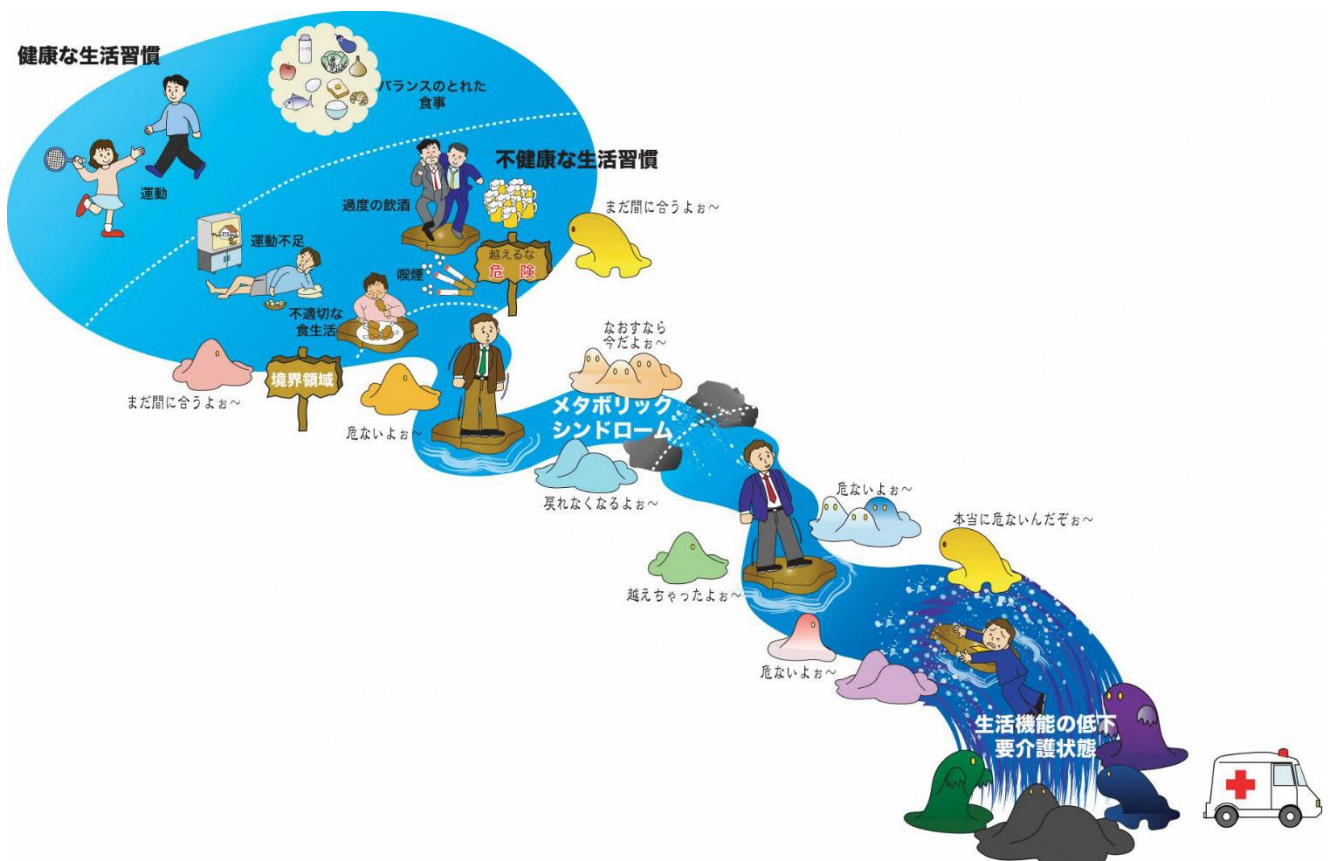 健康な生活習慣
バランスのとれた
食事
運動
不健康な生活習慣
過度の飲酒
まだ間に合うよぉ～
運動不足
越えるな
危 険
喫煙
不適切な
食生活
なおすなら
今だよぉ～
境界領域
まだ間に合うよぉ～
危ないよぉ～
メタボリック
シンドローム
戻れなくなるよぉ～
危ないよぉ～
本当に危ないんだぞぉ～
越えちゃったよぉ～
危ないよぉ～
生活機能の低下
要介護状態